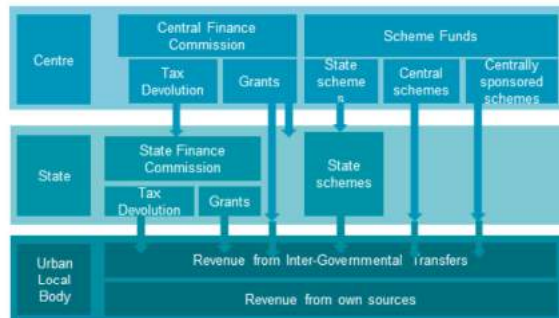 Central Finance
Commission
Scheme Funds
Centre
Tax
Devolution
Grants
State
scheme
s
Central
schemes
Centrally
sponsored
schemes
State
State Finance
Commission
Tax
Devolution
Grants
State
schemes
Urban
Local
Body
Revenue from Inter-Governmental Transfers
Revenue from own sources